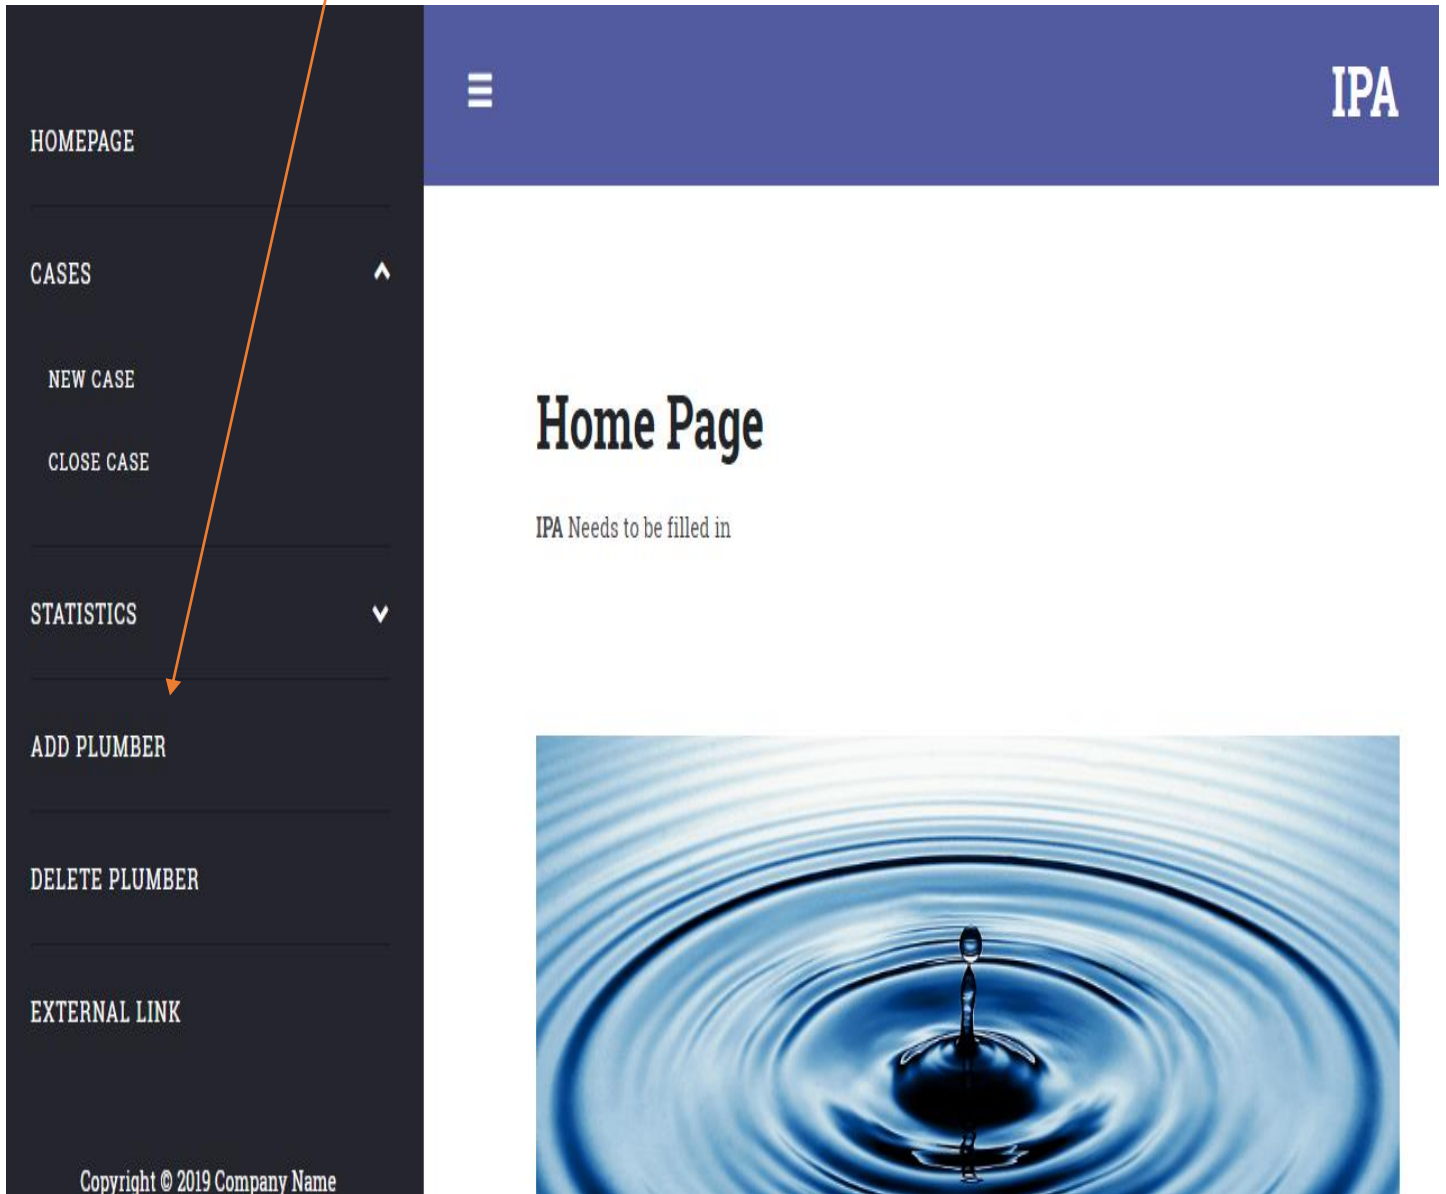 HOMEPAGE
CASES
NEW CASE
CLOSE CASE
STATISTICS
ADD PLUMBER
DELETE PLUMBER
EXTERNAL LINK
Copyright © 2019 Company Name
IPA
Home Page
IPA Needs to be filled in